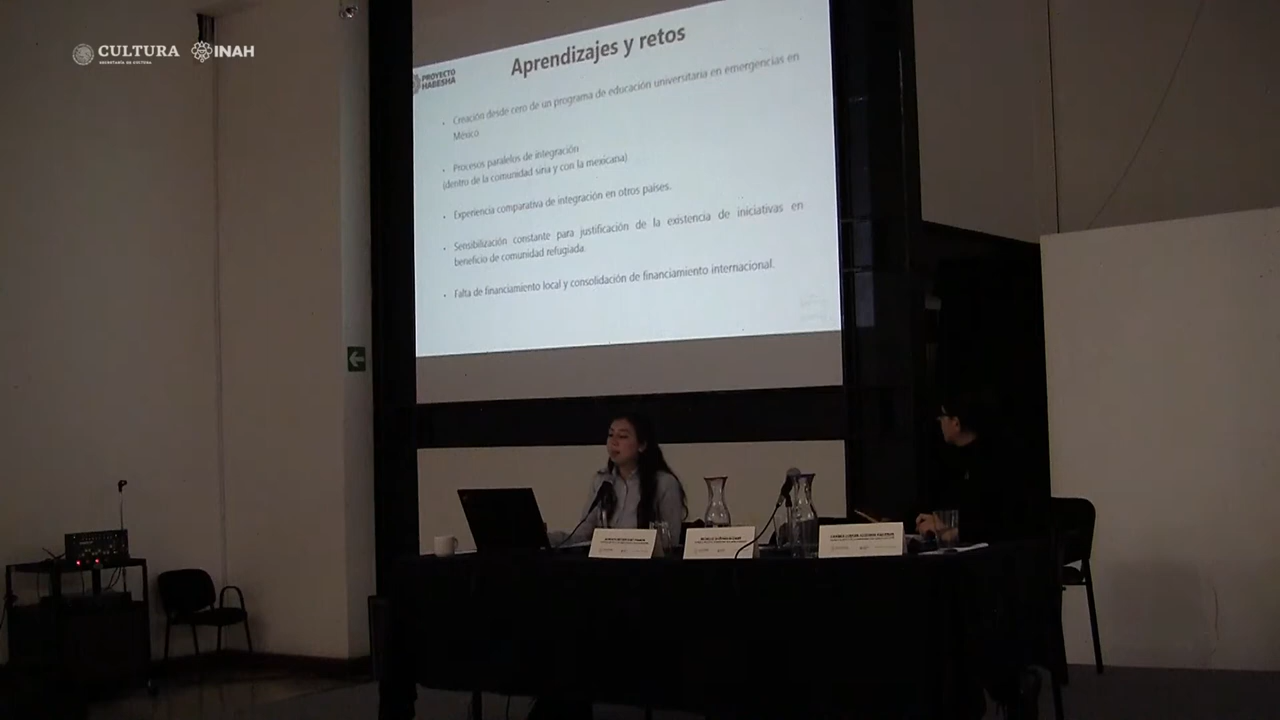 CULTURA
SECRETARÍA DE CULTURA
INAH
PROYECTO
HABESHA
Aprendizajes y retos
• Creación desde cero de un programa de educación universitaria en emergencias en
México
• Procesos paralelos de integración
(dentro de la comunidad siria y con la mexicana)
• Experiencia comparativa de integración en otros países.
• Sensibilización constante para justificación de la existencia de iniciativas en
beneficio de comunidad refugiada.
• Falta de financiamiento local y consolidación de financiamiento internacional.